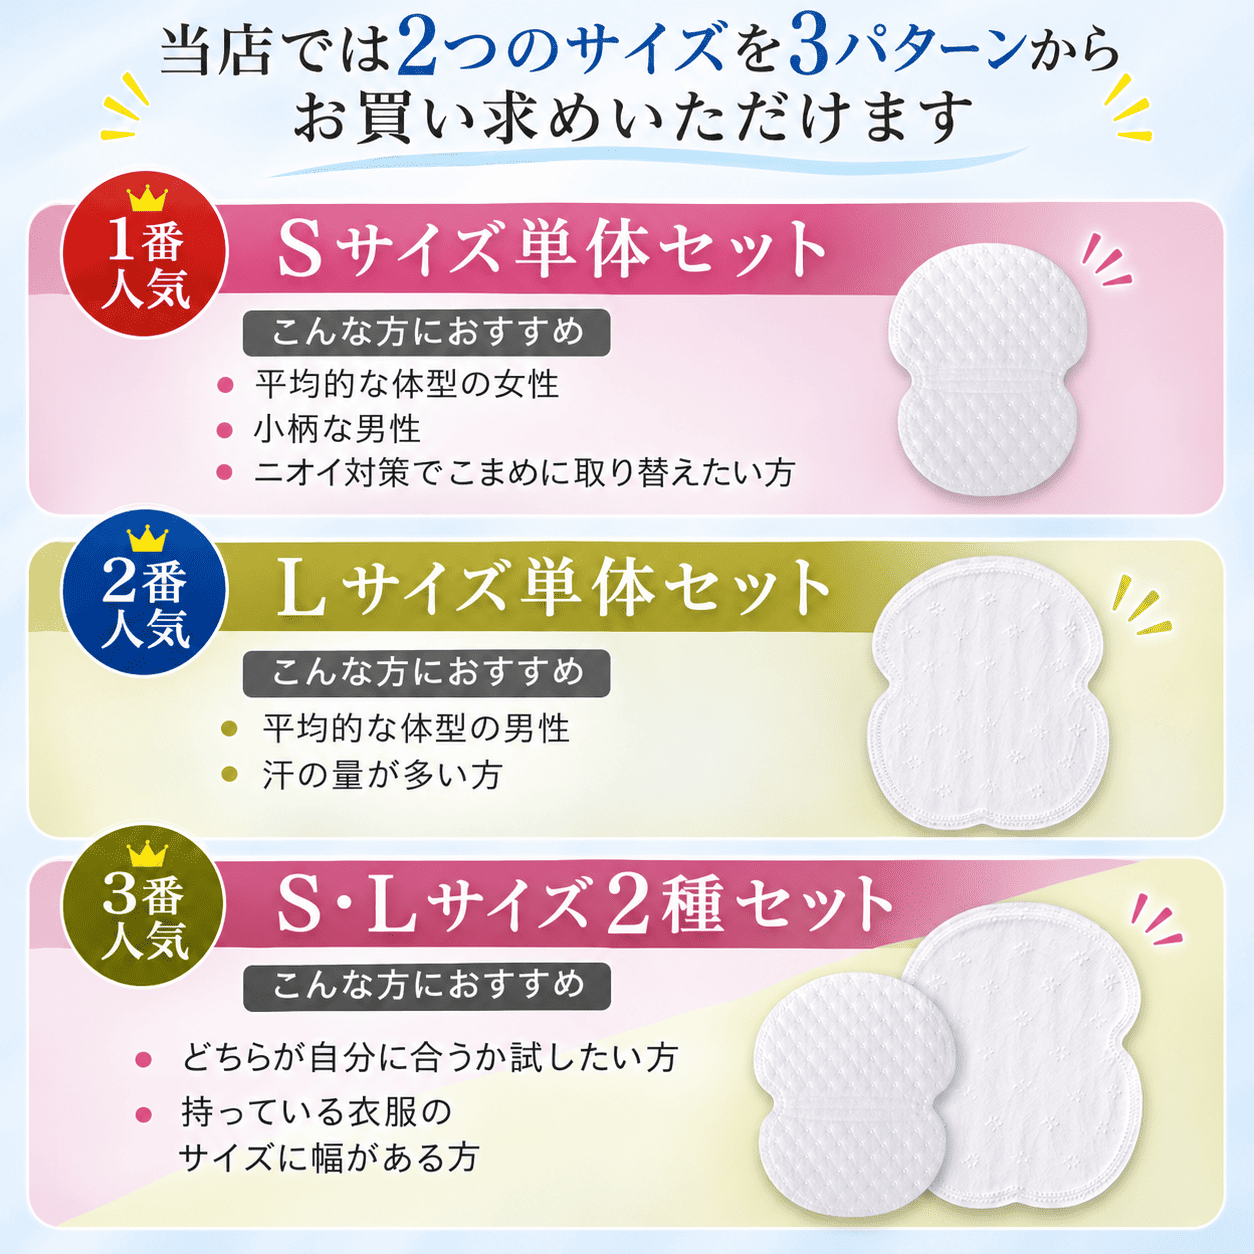 当店では2つのサイズを3パターンから
お買い求めいただけます
1番
人気
Sサイズ単体セット
こんな方におすすめ
● 平均的な体型の女性
● 小柄な男性
● ニオイ対策でこまめに取り替えたい方
2番
人気
Lサイズ単体セット
こんな方におすすめ
● 平均的な体型の男性
● 汗の量が多い方
3番
人気
S・Lサイズ2種セット
こんな方におすすめ
● どちらが自分に合うか試したい方
● 持っている衣服の
サイズに幅がある方